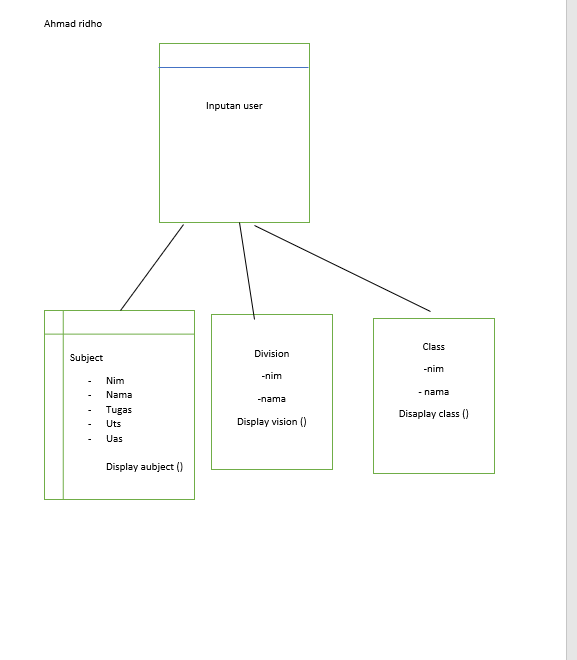 Ahmad ridho
Inputan user
Subject
- Nim
- Nama
- Tugas
- Uts
- Uas
Display aubject ()
Division
-nim
-nama
Display vision ()
Class
-nim
- nama
Disaplay class ()